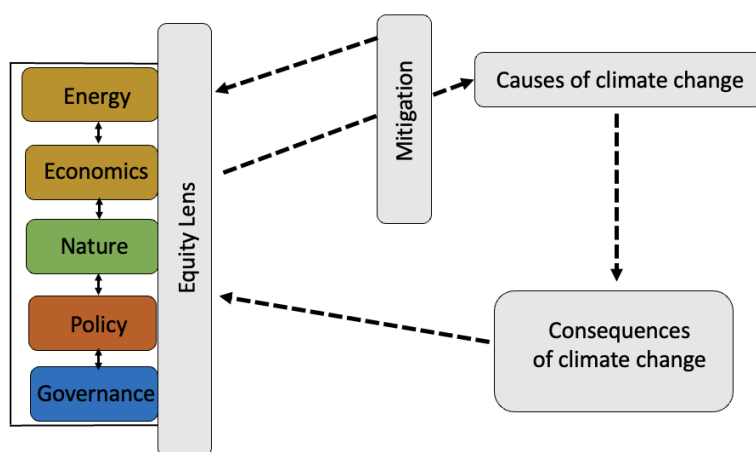 Energy
Economics
Nature
Policy
Governance
Equity Lens
Mitigation
Causes of climate change
Consequences
of climate change